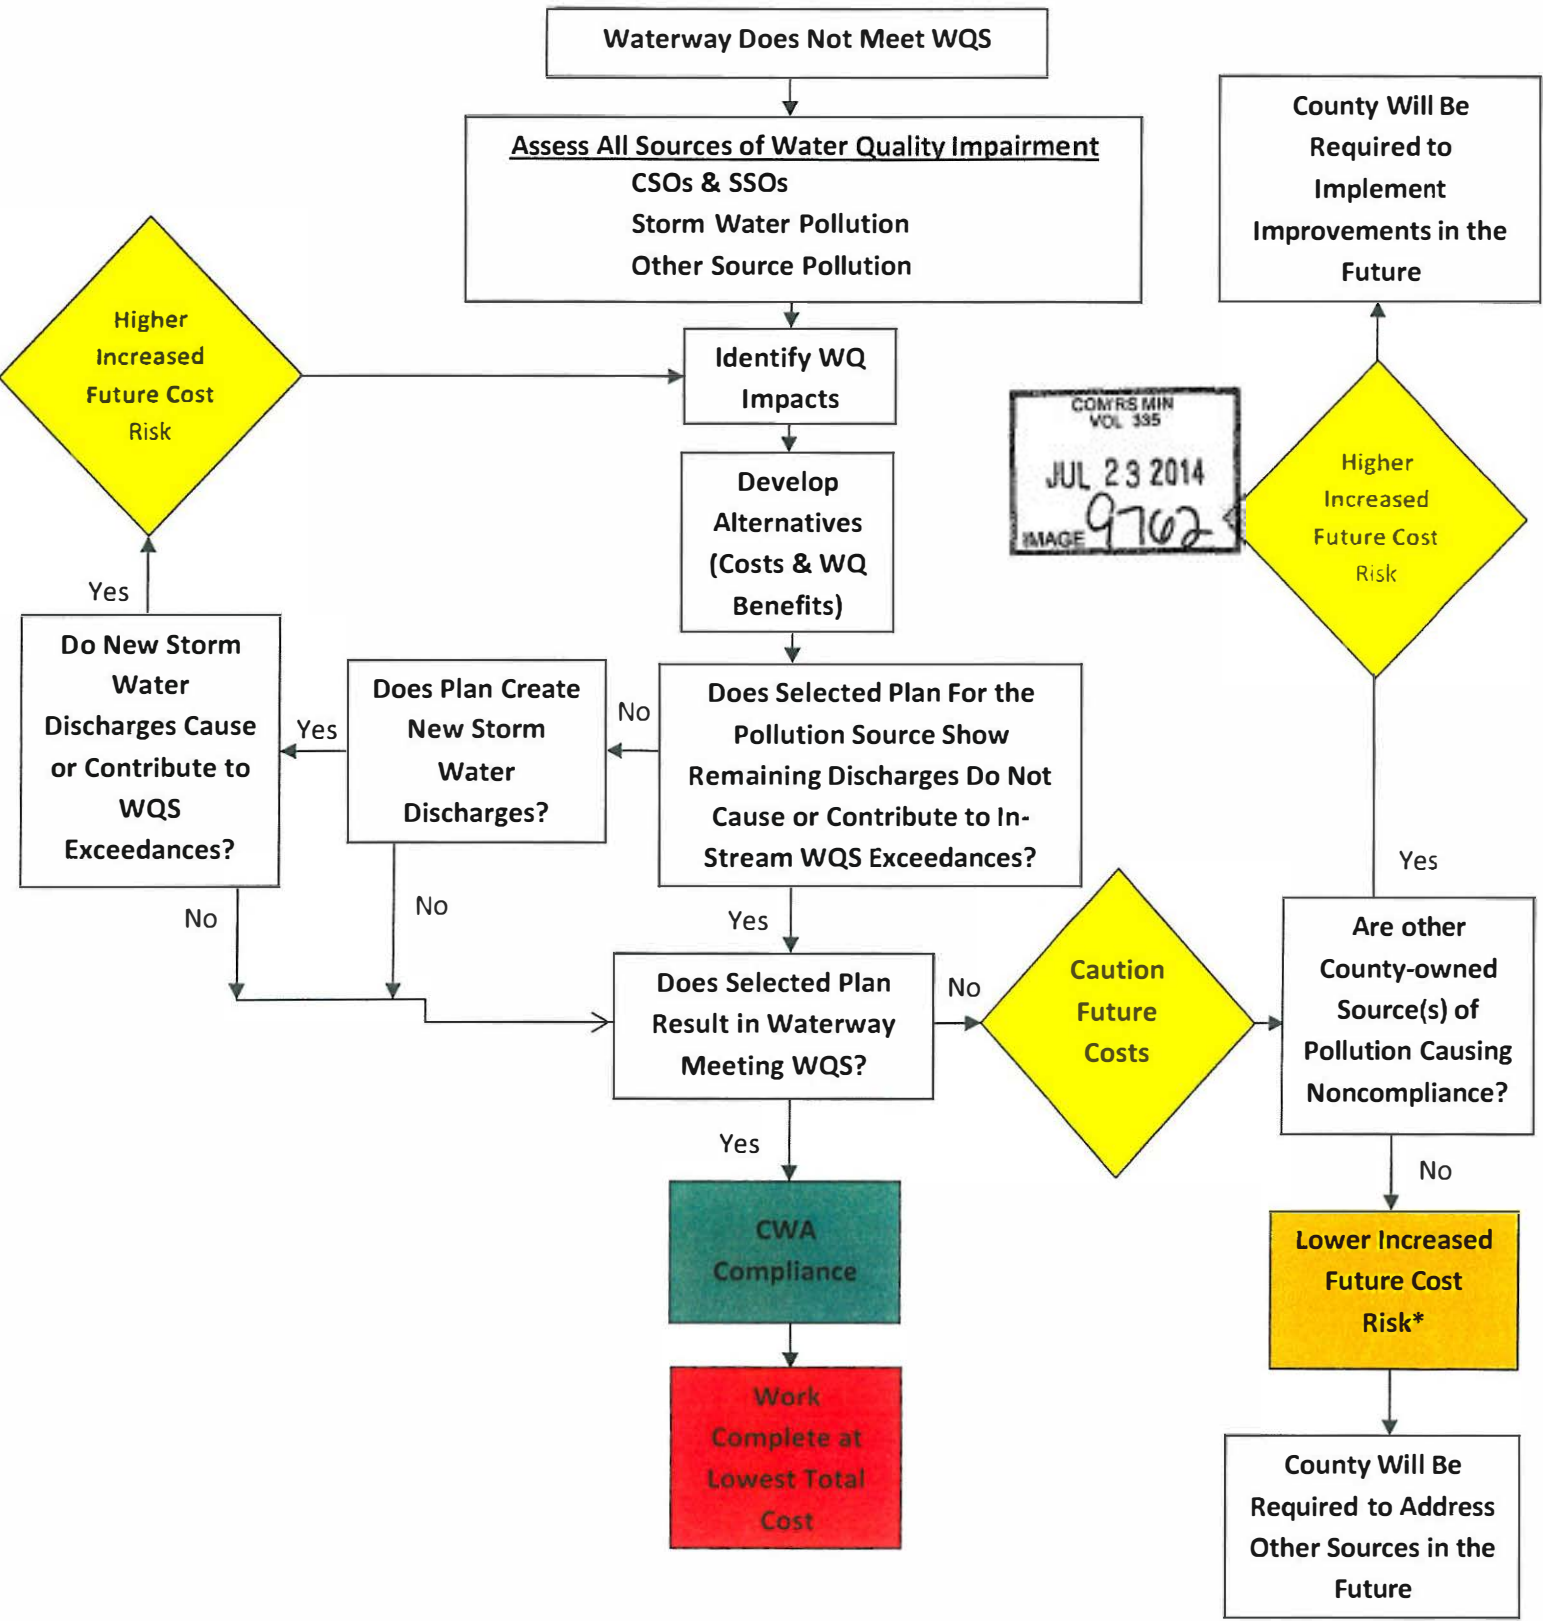 Waterway Does Not Meet WQS
Assess All Sources of Water Quality Impairment
CSOs & SSOs
Storm Water Pollution
Other Source Pollution
County Will Be
Required to
Implement
Improvements in the
Future
Higher
Increased
Future Cost
Risk
Identify WQ
Impacts
COM'RS MIN
VOL 335
JUL 23 2014
IMAGE 9762
Higher
Increased
Future Cost
Risk
Develop
Alternatives
(Costs & WQ
Benefits)
Yes
Do New Storm
Water
Discharges Cause
or Contribute to
WQS
Exceedances?
Yes
Does Plan Create
New Storm
Water
Discharges?
No
Does Selected Plan For the
Pollution Source Show
Remaining Discharges Do Not
Cause or Contribute to In-
Stream WQS Exceedances?
Yes
No
No
Yes
Does Selected Plan
Result in Waterway
Meeting WQS?
No
Caution
Future
Costs
Are other
County-owned
Source(s) of
Pollution Causing
Noncompliance?
Yes
No
CWA
Compliance
Lower Increased
Future Cost
Risk*
Work
Complete at
Lowest Total
Cost
County Will Be
Required to Address
Other Sources in the
Future